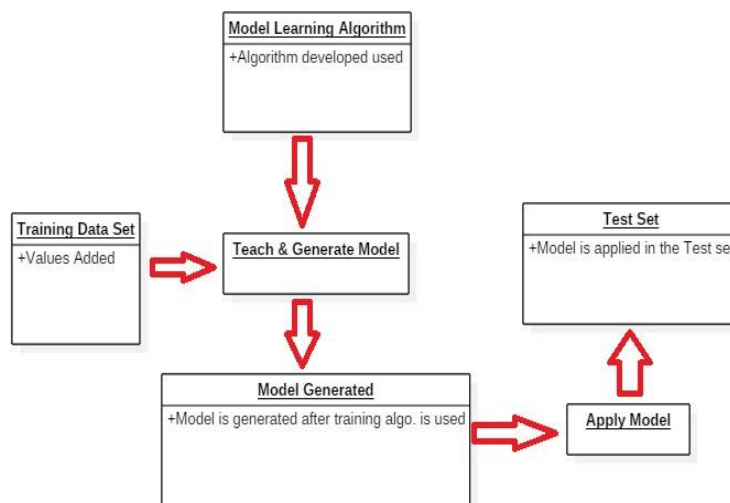 Model Learning Algorithm
+Algorithm developed used
Training Data Set
+Values Added
Teach & Generate Model
Test Set
+Model is applied in the Test se
Model Generated
+Model is generated after training algo. is used
Apply Model